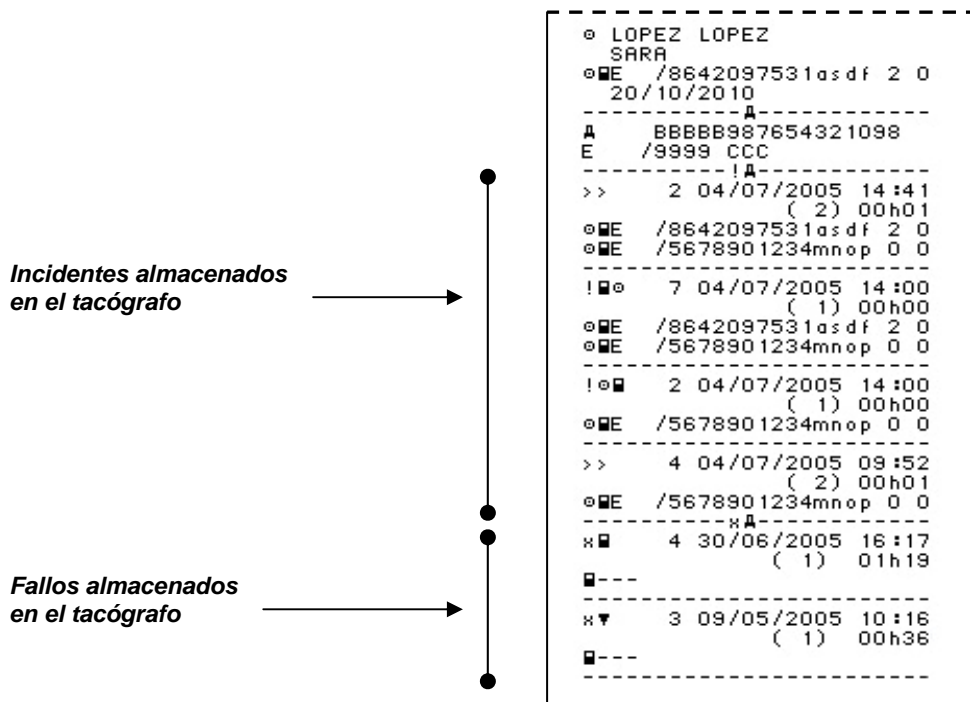 ⊙ LOPEZ LOPEZ
SARA
⊙E /8642097531asdf 2 0
20/10/2010
BBBBB987654321098
E /9999 CCC
!
>> 2 04/07/2005 14:41
( 2) 00h01
⊙E /8642097531asdf 2 0
⊙E /5678901234mnop 0 0
Incidentes almacenados
en el tacógrafo
!⊙ 7 04/07/2005 14:00
( 1) 00h00
⊙E /8642097531asdf 2 0
⊙E /5678901234mnop 0 0
!⊙ 2 04/07/2005 14:00
( 1) 00h00
⊙E /5678901234mnop 0 0
>> 4 04/07/2005 09:52
( 2) 00h01
⊙E /5678901234mnop 0 0
x
x 4 30/06/2005 16:17
( 1) 01h19
---
Fallos almacenados
en el tacógrafo
x▼ 3 09/05/2005 10:16
( 1) 00h36
---